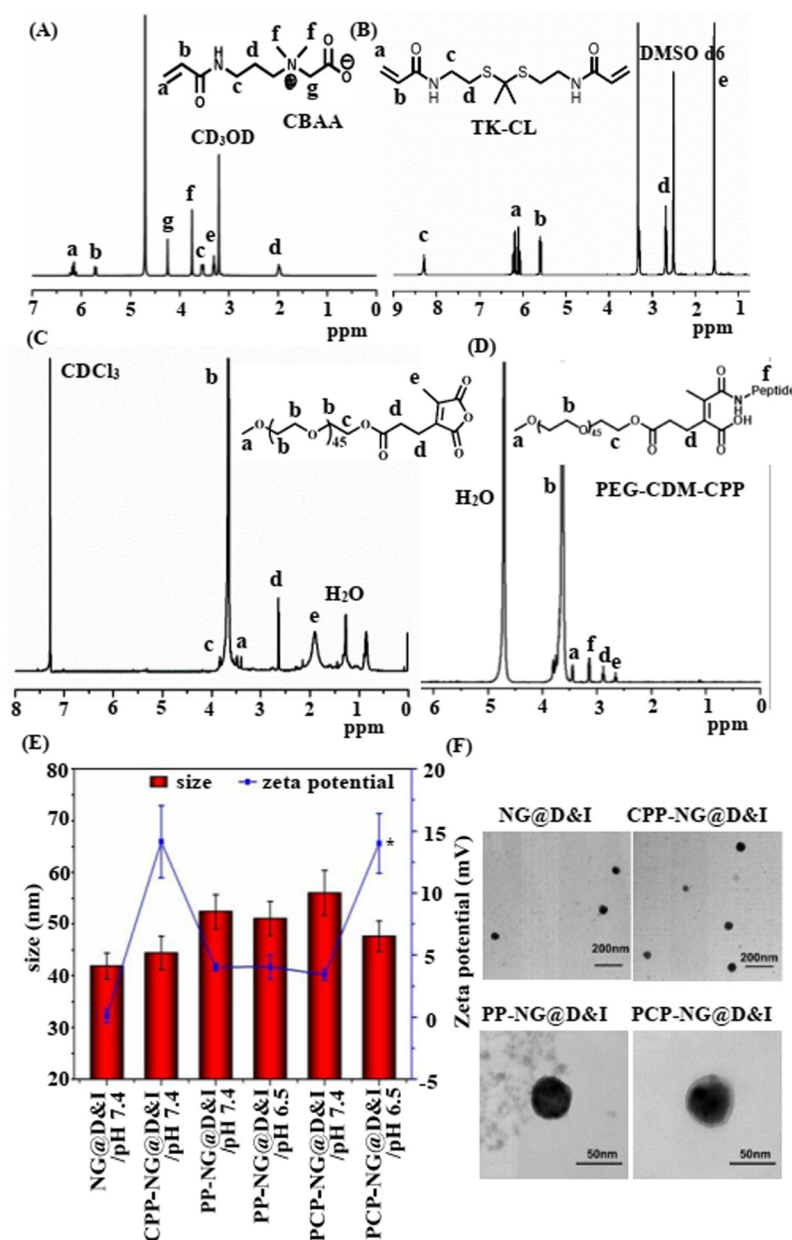 (A)
f f
b d
H
N
N
⊕
O
O⊖
a
O
c
g
CBAA
CD₃OD
f
g
a b c e d
7 6 5 4 3 2 1 0
ppm
(B)
DMSO d6
a
O
c
S S
H
N
O
N
H
b
d
e
TK-CL
d
a
b
c
9 8 7 6 5 4 3 2 1
ppm
(C)
CDCl₃
b
e
O
b b
c
O
d
O
O
O
45
a
b
O
d
O
d
H₂O
e
c a
8 7 6 5 4 3 2 1 0
ppm
(D)
f
O
N
H
Peptide
b
O
O
45
O
OH
a
c
O
d
O
H₂O
b
PEG-CDM-CPP
a f d e
6 5 4 3 2 1 0
ppm
(E)
size zeta potential
80
70
60
50
40
30
20
size (nm)
20
15
10
5
0
-5
Zeta potential (mV)
*
NG@D&I
/pH 7.4
CPP-NG@D&I
/pH 7.4
PP-NG@D&I
/pH 7.4
PP-NG@D&I
/pH 6.5
PCP-NG@D&I
/pH 7.4
PCP-NG@D&I
/pH 6.5
(F)
NG@D&I CPP-NG@D&I
200nm 200nm
PP-NG@D&I PCP-NG@D&I
50nm 50nm